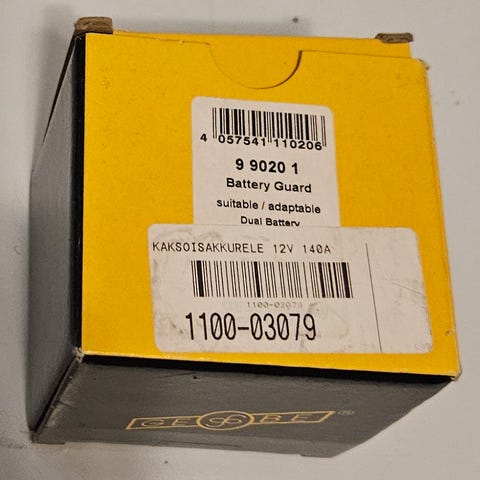 4 057541 110206
9 9020 1
Battery Guard
suitable / adaptable
Dual Battery
KAKSOISAKKURELE 12V 140A
1100-03079
1100-03079
GESSBE®